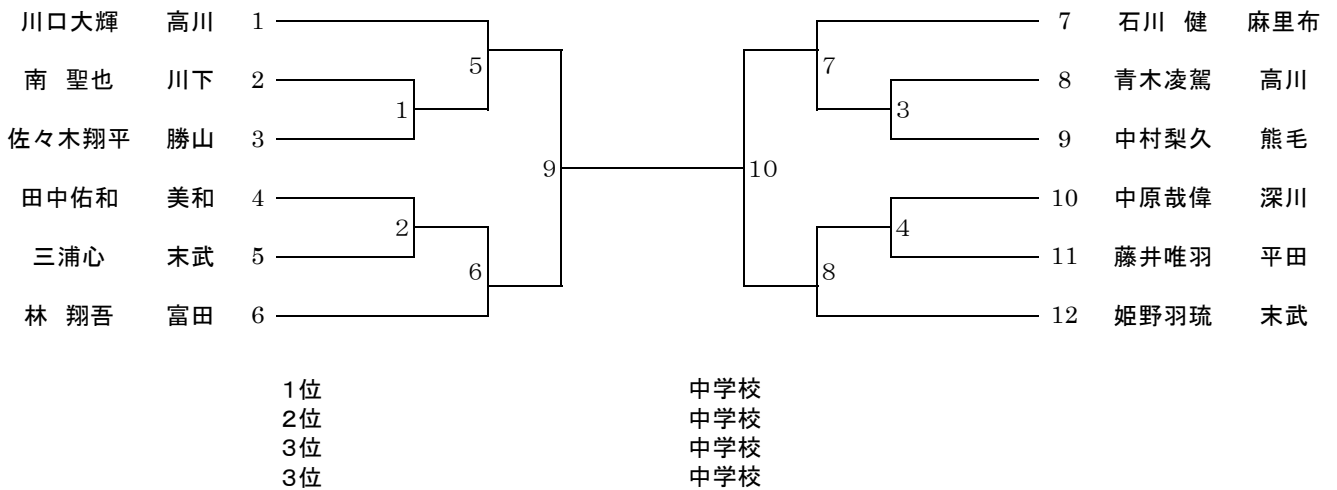 川口大輝 高川 1 7 石川 健 麻里布
5 7
南 聖也 川下 2 8 青木凌駕 高川
1 3
佐々木翔平 勝山 3 9 中村梨久 熊毛
9 10
田中佑和 美和 4 10 中原哉偉 深川
2 4
三浦心 末武 5 11 藤井唯羽 平田
6 8
林 翔吾 富田 6 12 姫野羽琉 末武
1位 中学校
2位 中学校
3位 中学校
3位 中学校